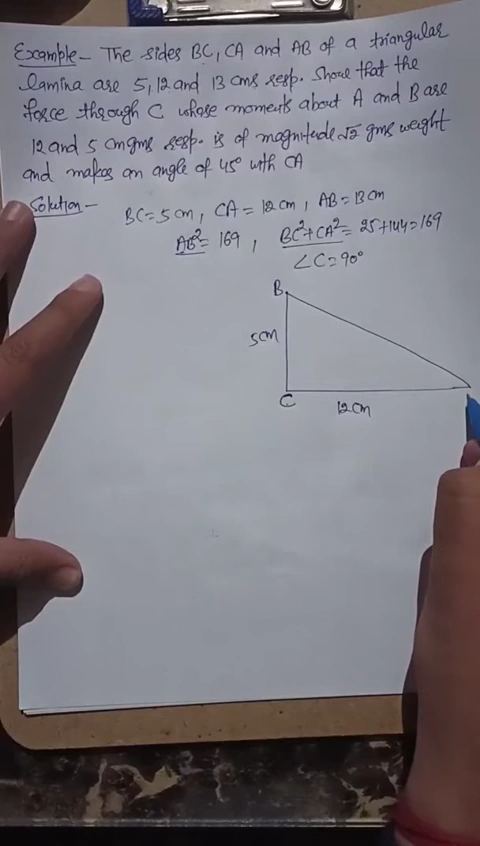 Example - The sides BC, CA and AB of a triangular
lamina are 5, 12 and 13 cms resp. Show that the
force through C whose moments about A and B are
12 and 5 cmgms resp. is of magnitude √2 gms weight
and makes an angle of 45° with CA
Solution -
BC = 5 cm, CA = 12 cm, AB = 13 cm
AB² = 169, BC² + CA² = 25 + 144 = 169
∠C = 90°
B
5cm
C
12 cm